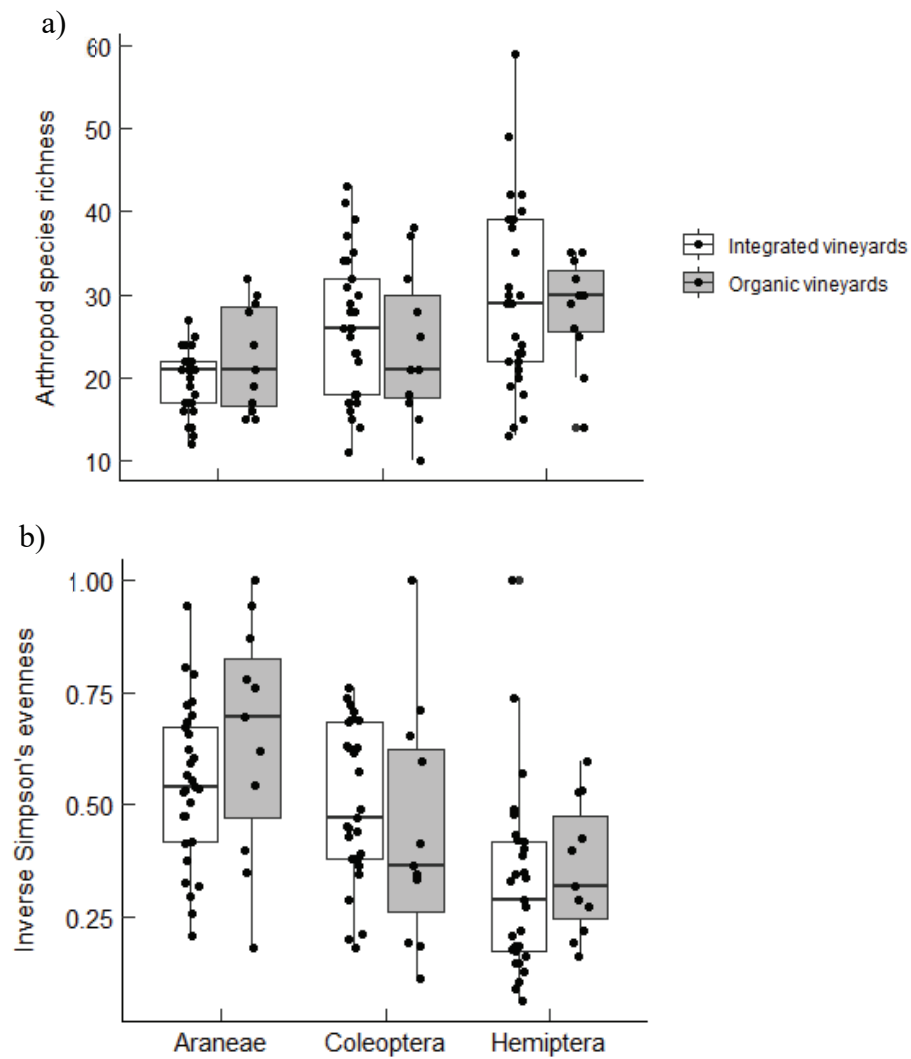 a)
Arthropod species richness
60
50
40
30
20
10
Integrated vineyards
Organic vineyards
b)
Inverse Simpson's evenness
1.00
0.75
0.50
0.25
Araneae Coleoptera Hemiptera